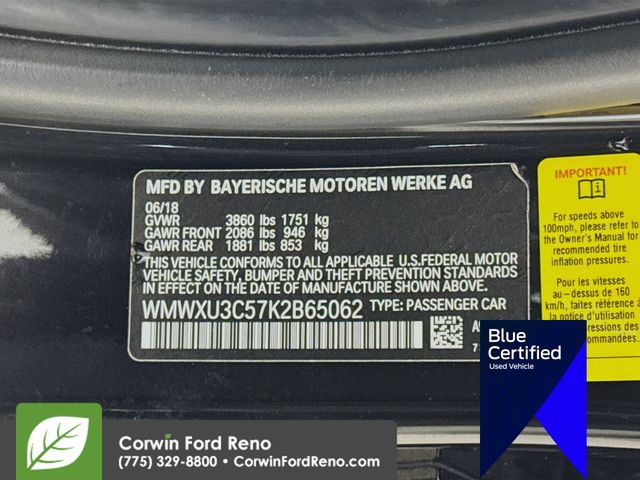 MFD BY BAYERISCHE MOTOREN WERKE AG
06/18
GVWR 3860 lbs 1751 kg
GAWR FRONT 2086 lbs 946 kg
GAWR REAR 1881 lbs 853 kg
THIS VEHICLE CONFORMS TO ALL APPLICABLE U.S.FEDERAL MOTOR
VEHICLE SAFETY, BUMPER AND THEFT PREVENTION STANDARDS
IN EFFECT ON THE DATE OF MANUFACTURE SHOWN ABOVE.
WMWXU3C57K2B65062 TYPE: PASSENGER CAR
IMPORTANT!
For speeds above
100mph, please refer to
the Owner's Manual for
recommended tire
inflation pressures.
Pour les vitesses
au-dessus de 160
km/h, faites référence à
pressions de
Blue
Certified
Used Vehicle
Corwin Ford Reno
(775) 329-8800 • CorwinFordReno.com